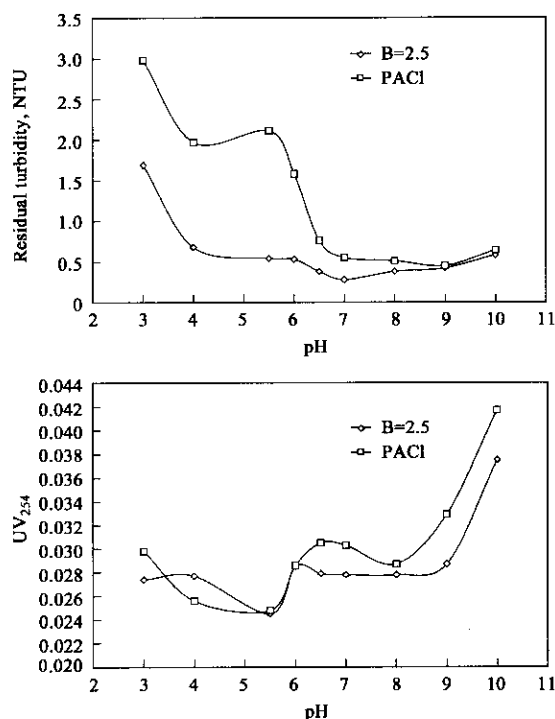 3.5
3.0
2.5
2.0
1.5
1.0
0.5
0
Residual turbidity, NTU
B=2.5
PACl
2 3 4 5 6 7 8 9 10 11
pH
0.044
0.042
0.040
0.038
0.036
0.034
0.032
0.030
0.028
0.026
0.024
0.022
0.020
UV254
B=2.5
PACl
2 3 4 5 6 7 8 9 10 11
pH